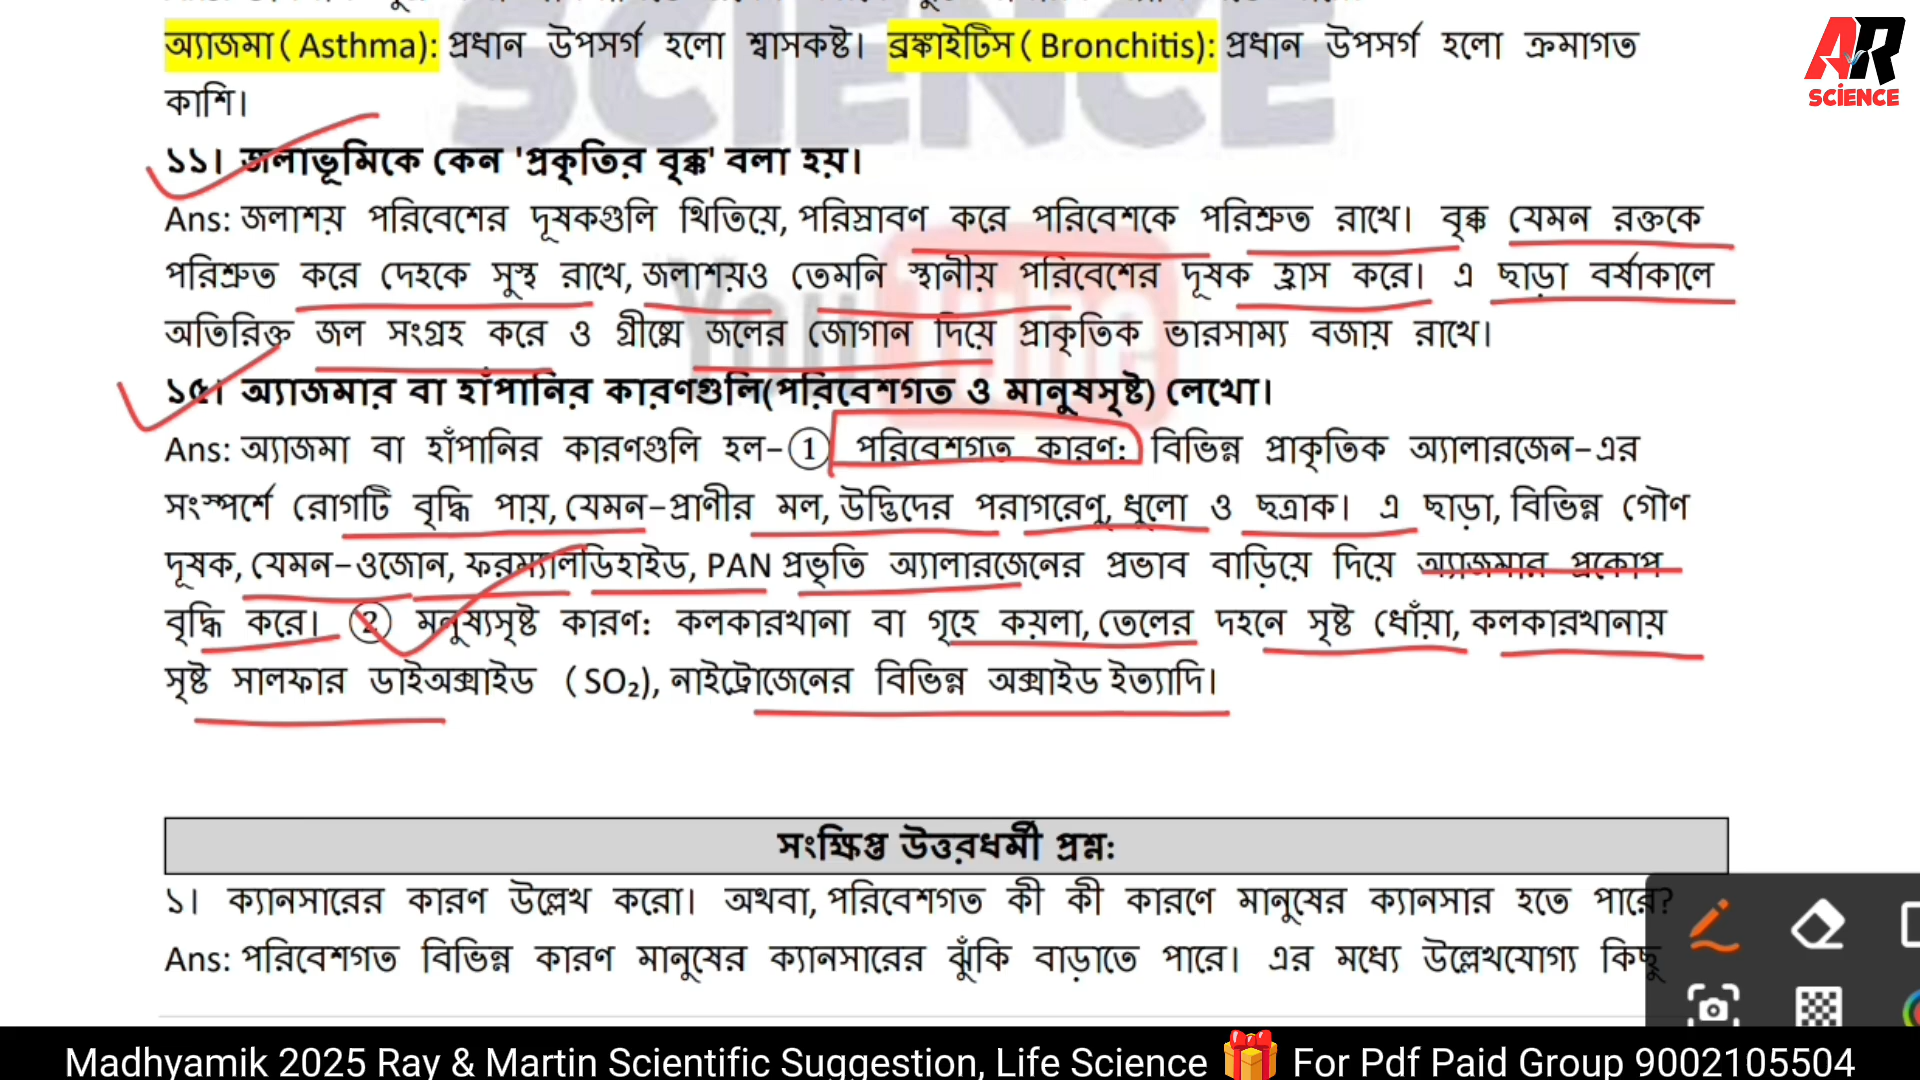 অ্যাজমা ( Asthma): প্রধান উপসর্গ হলো শ্বাসকষ্ট। ব্রঙ্কাইটিস ( Bronchitis): প্রধান উপসর্গ হলো ক্রমাগত
কাশি।
১১। জলাভূমিকে কেন 'প্রকৃতির বৃক্ক' বলা হয়।
Ans: জলাশয় পরিবেশের দূষকগুলি থিতিয়ে, পরিস্রাবণ করে পরিবেশকে পরিশ্রুত রাখে। বৃক্ক যেমন রক্তকে
পরিশ্রুত করে দেহকে সুস্থ রাখে, জলাশয়ও তেমনি স্থানীয় পরিবেশের দূষক হ্রাস করে। এ ছাড়া বর্ষাকালে
অতিরিক্ত জল সংগ্রহ করে ও গ্রীষ্মে জলের জোগান দিয়ে প্রাকৃতিক ভারসাম্য বজায় রাখে।
১৫। অ্যাজমার বা হাঁপানির কারণগুলি(পরিবেশগত ও মানুষসৃষ্ট) লেখো।
Ans: অ্যাজমা বা হাঁপানির কারণগুলি হল-① পরিবেশগত কারণ: বিভিন্ন প্রাকৃতিক অ্যালারজেন-এর
সংস্পর্শে রোগটি বৃদ্ধি পায়, যেমন-প্রাণীর মল, উদ্ভিদের পরাগরেণু, ধুলো ও ছত্রাক। এ ছাড়া, বিভিন্ন গৌণ
দূষক, যেমন-ওজোন, ফরম্যালডিহাইড, PAN প্রভৃতি অ্যালারজেনের প্রভাব বাড়িয়ে দিয়ে অ্যাজমার প্রকোপ
বৃদ্ধি করে। ② মনুষ্যসৃষ্ট কারণ: কলকারখানা বা গৃহে কয়লা, তেলের দহনে সৃষ্ট ধোঁয়া, কলকারখানায়
সৃষ্ট সালফার ডাইঅক্সাইড ( SO₂), নাইট্রোজেনের বিভিন্ন অক্সাইড ইত্যাদি।
সংক্ষিপ্ত উত্তরধর্মী প্রশ্ন:
১। ক্যানসারের কারণ উল্লেখ করো। অথবা, পরিবেশগত কী কী কারণে মানুষের ক্যানসার হতে পারে?
Ans: পরিবেশগত বিভিন্ন কারণ মানুষের ক্যানসারের ঝুঁকি বাড়াতে পারে। এর মধ্যে উল্লেখযোগ্য কিছু
AR
SCIENCE
SCIENCE
YouTube
Madhyamik 2025 Ray & Martin Scientific Suggestion, Life Science 🎁 For Pdf Paid Group 9002105504